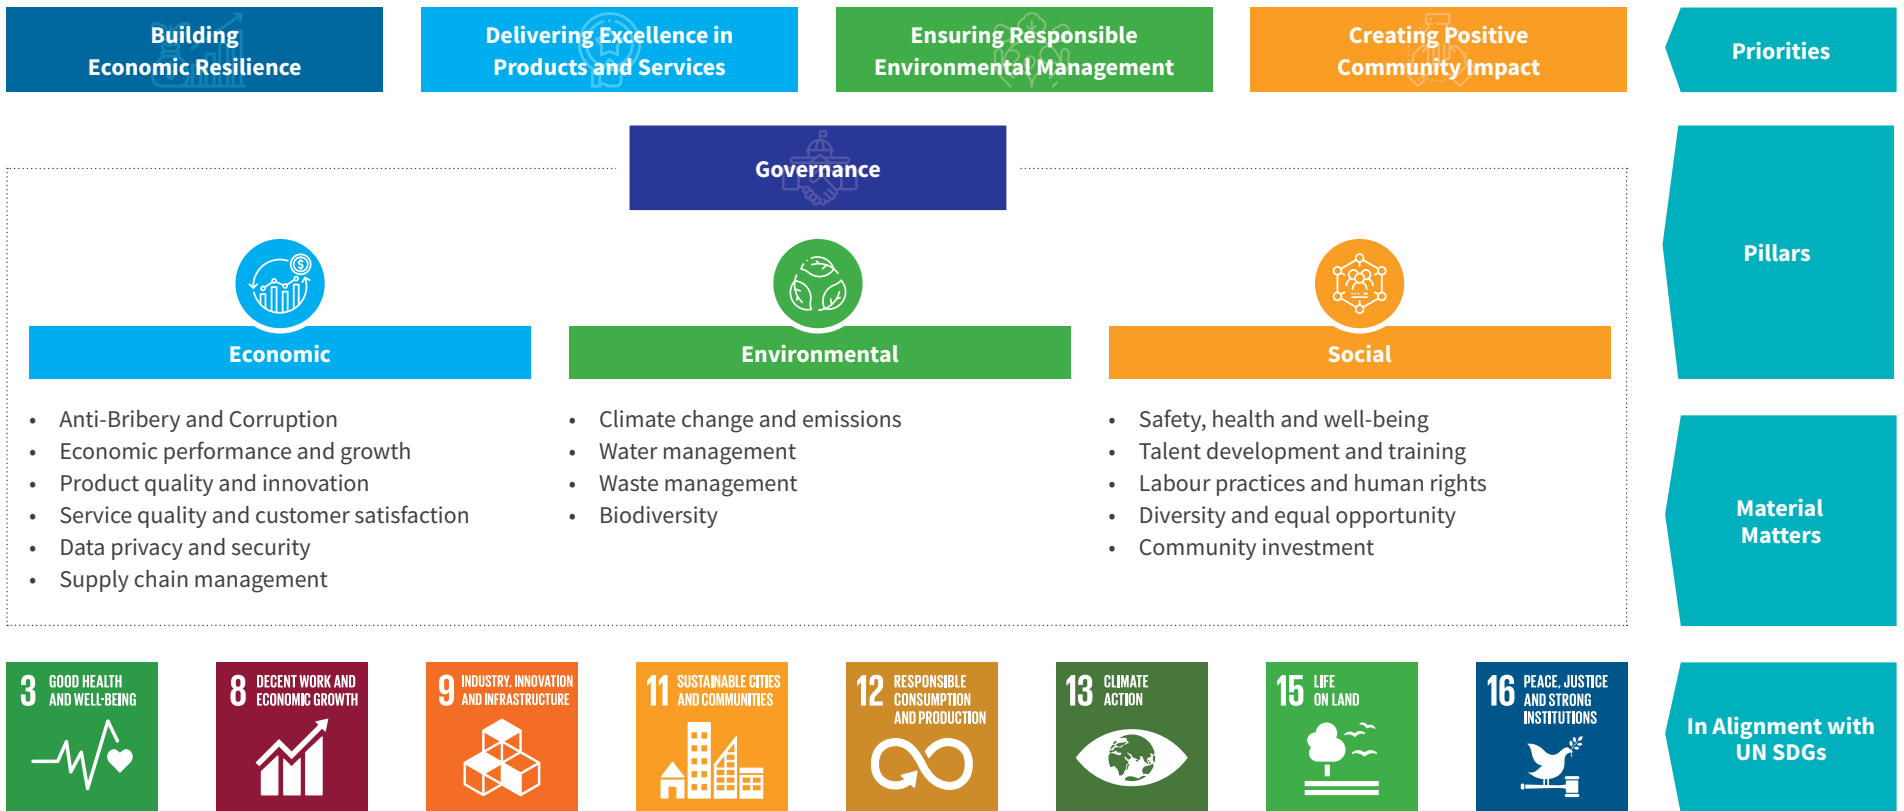 Building
Economic Resilience
Delivering Excellence in
Products and Services
Ensuring Responsible
Environmental Management
Creating Positive
Community Impact
Priorities
Governance
Pillars
Economic
Environmental
Social
• Anti-Bribery and Corruption
• Economic performance and growth
• Product quality and innovation
• Service quality and customer satisfaction
• Data privacy and security
• Supply chain management
• Climate change and emissions
• Water management
• Waste management
• Biodiversity
• Safety, health and well-being
• Talent development and training
• Labour practices and human rights
• Diversity and equal opportunity
• Community investment
Material
Matters
3 GOOD HEALTH
AND WELL-BEING
8 DECENT WORK AND
ECONOMIC GROWTH
9 INDUSTRY, INNOVATION
AND INFRASTRUCTURE
11 SUSTAINABLE CITIES
AND COMMUNITIES
12 RESPONSIBLE
CONSUMPTION
AND PRODUCTION
13 CLIMATE
ACTION
15 LIFE
ON LAND
16 PEACE, JUSTICE
AND STRONG
INSTITUTIONS
In Alignment with
UN SDGs